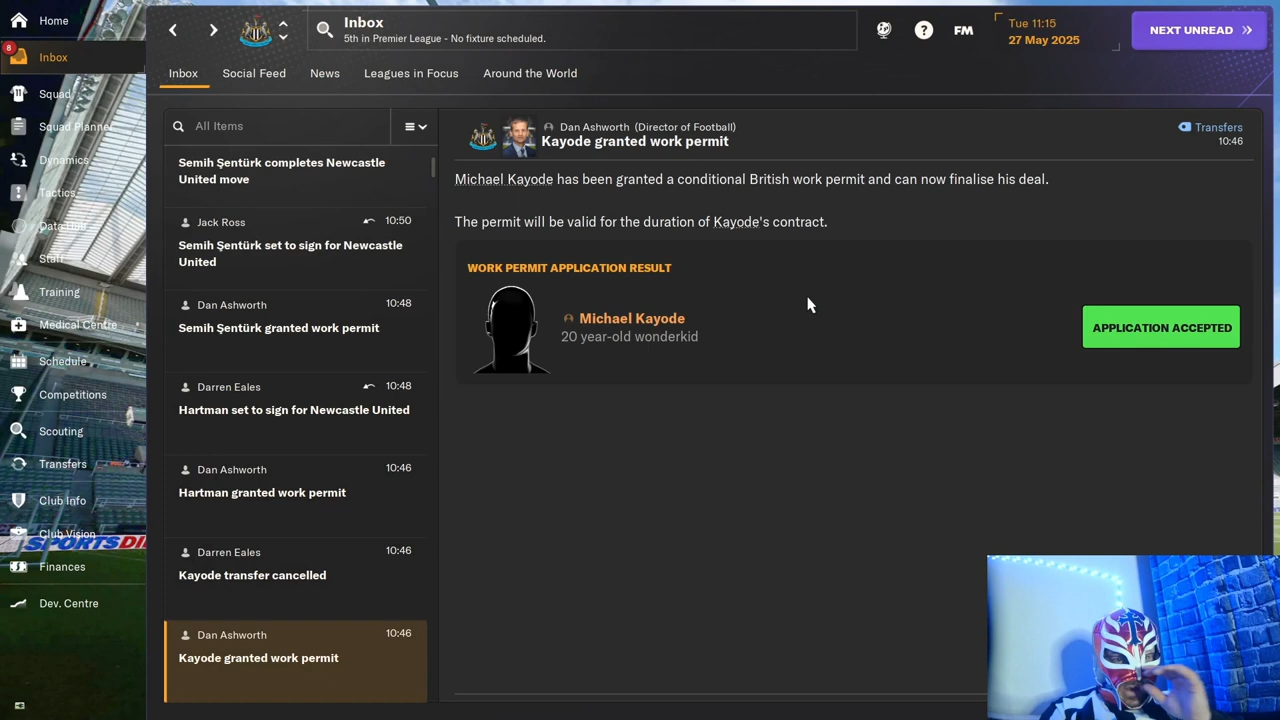 Home
8
Inbox
Squad
Squad Planner
Dynamics
Tactics
Staff
Training
Medical Centre
Schedule
Competitions
Scouting
Transfers
Club Info
Club Vision
Finances
Dev. Centre
SPORTS
Inbox
5th in Premier League - No fixture scheduled.
?
FM
Tue 11:15
27 May 2025
NEXT UNREAD
Inbox
Social Feed
News
Leagues in Focus
Around the World
All Items
Semih Şentürk completes Newcastle
United move
Jack Ross
10:50
Semih Şentürk set to sign for Newcastle
United
Dan Ashworth
10:48
Semih Şentürk granted work permit
Darren Eales
10:48
Hartman set to sign for Newcastle United
Dan Ashworth
10:46
Hartman granted work permit
Darren Eales
10:46
Kayode transfer cancelled
Dan Ashworth
10:46
Kayode granted work permit
Dan Ashworth (Director of Football)
Kayode granted work permit
Transfers
10:46
Michael Kayode has been granted a conditional British work permit and can now finalise his deal.
The permit will be valid for the duration of Kayode's contract.
WORK PERMIT APPLICATION RESULT
Michael Kayode
20 year-old wonderkid
APPLICATION ACCEPTED